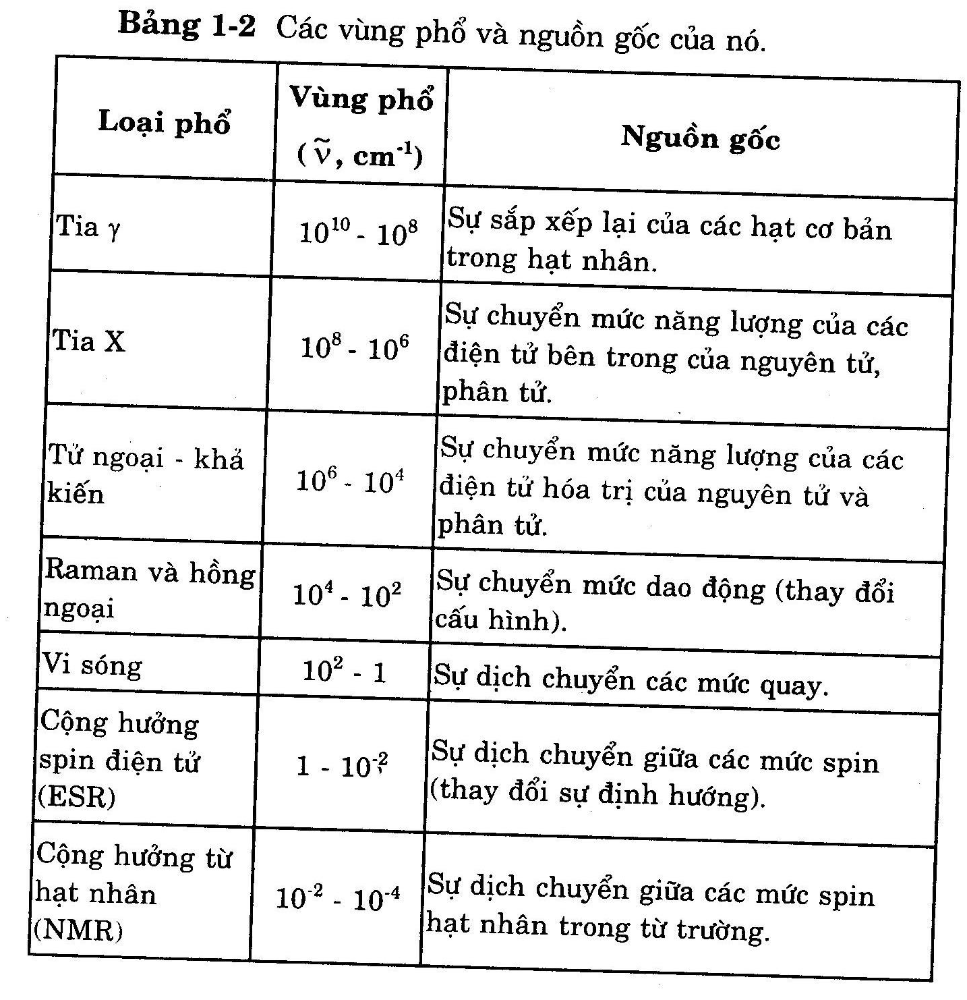 Bảng 1-2 Các vùng phổ và nguồn gốc của nó.
Loại phổ
Vùng phổ
(ν̃, cm⁻¹)
Nguồn gốc
Tia γ
10¹⁰ - 10⁸
Sự sắp xếp lại của các hạt cơ bản
trong hạt nhân.
Tia X
10⁸ - 10⁶
Sự chuyển mức năng lượng của các
điện tử bên trong của nguyên tử,
phân tử.
Tử ngoại - khả
kiến
10⁶ - 10⁴
Sự chuyển mức năng lượng của các
điện tử hóa trị của nguyên tử và
phân tử.
Raman và hồng
ngoại
10⁴ - 10²
Sự chuyển mức dao động (thay đổi
cấu hình).
Vi sóng
10² - 1
Sự dịch chuyển các mức quay.
Cộng hưởng
spin điện tử
(ESR)
1 - 10⁻²
Sự dịch chuyển giữa các mức spin
(thay đổi sự định hướng).
Cộng hưởng từ
hạt nhân
(NMR)
10⁻² - 10⁻⁴
Sự dịch chuyển giữa các mức spin
hạt nhân trong từ trường.